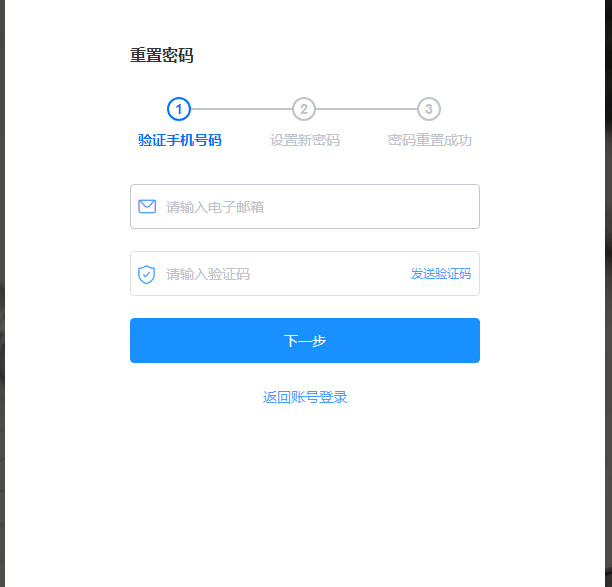 重置密码
1 2 3
验证手机号码 设置新密码 密码重置成功
请输入电子邮箱
请输入验证码 发送验证码
下一步
返回账号登录